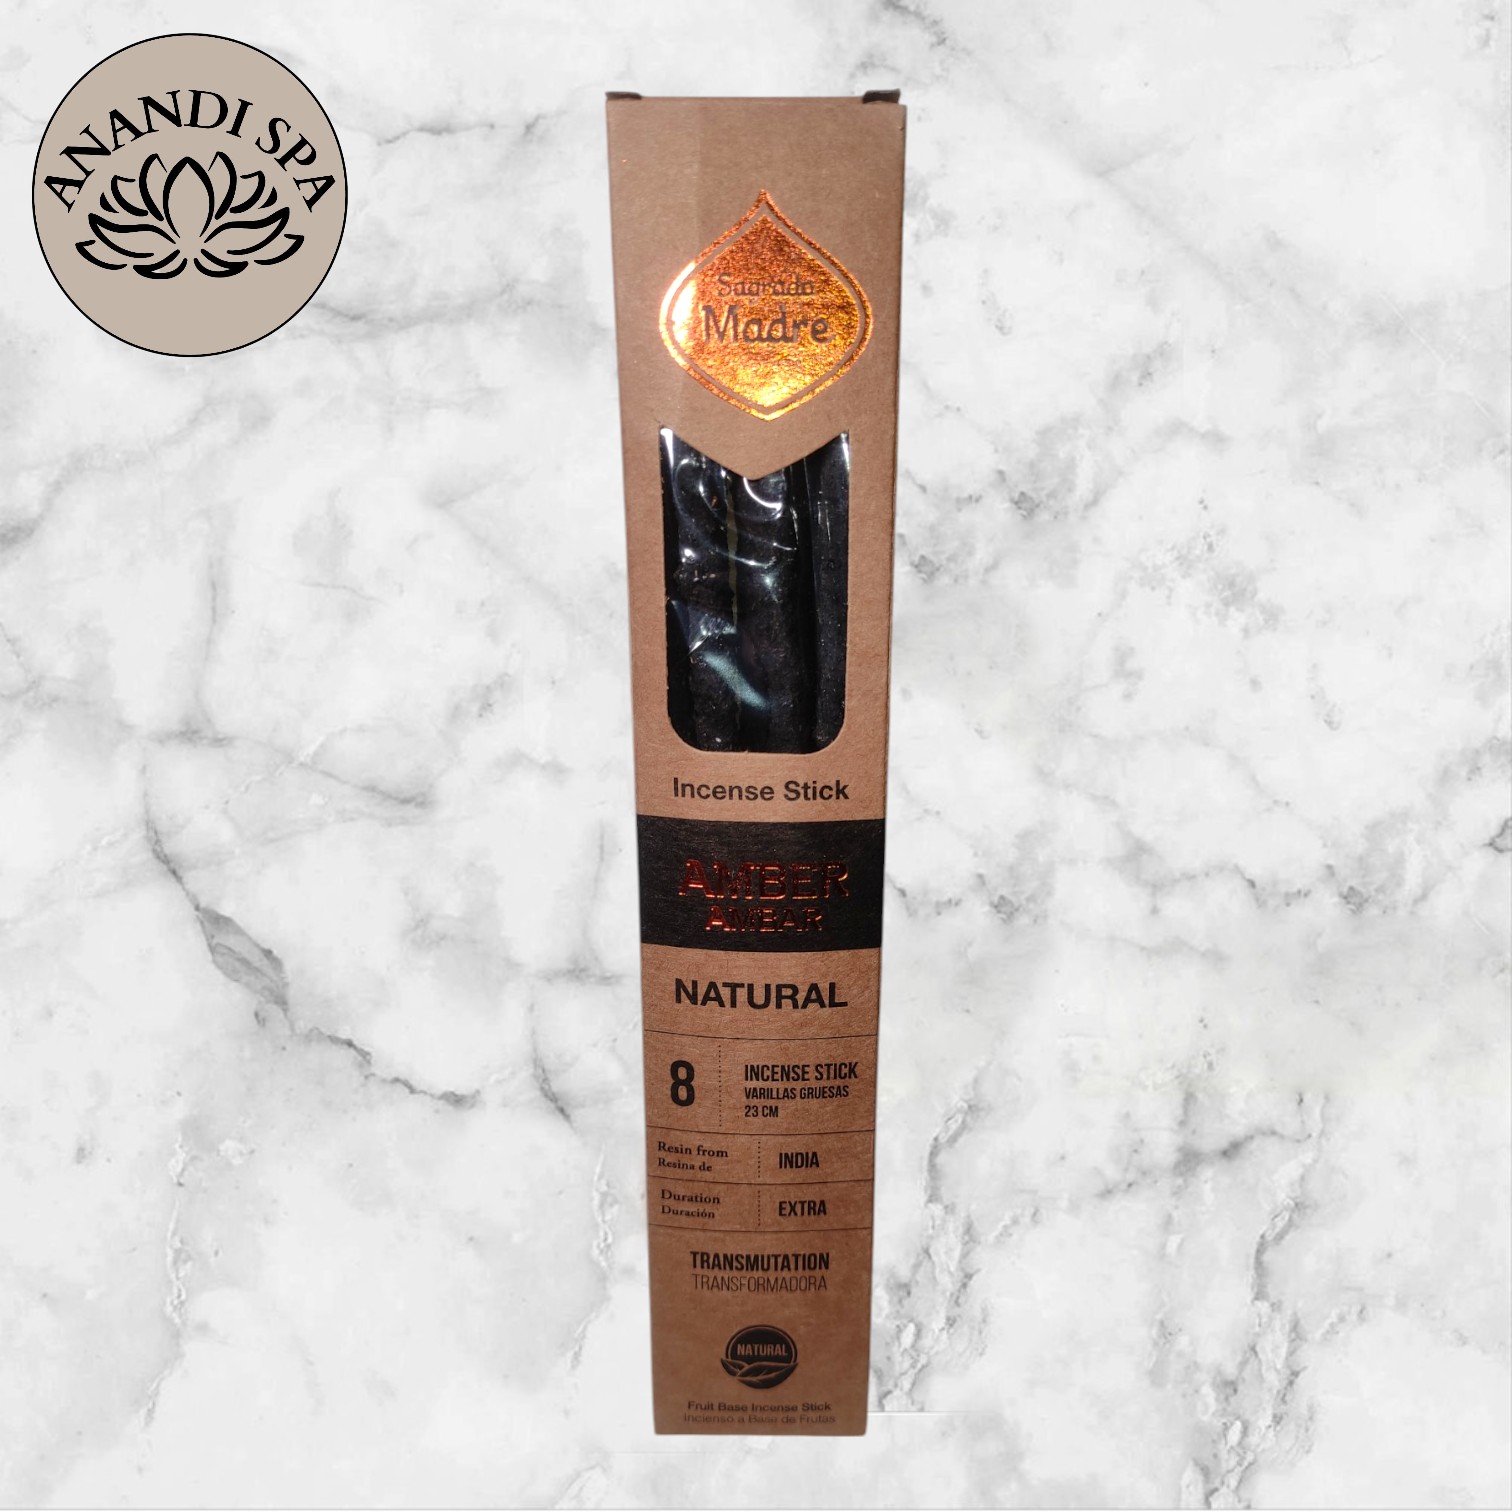 ANANDI SPA
Sagrada
Madre
Incense Stick
AMBER
AMBAR
NATURAL
8
INCENSE STICK
VARILLAS GRUESAS
23 CM
Resin from
Resina de
INDIA
Duration
Duración
EXTRA
TRANSMUTATION
TRANSFORMADORA
NATURAL
Fruit Base Incense Stick
Incienso a Base de Frutas